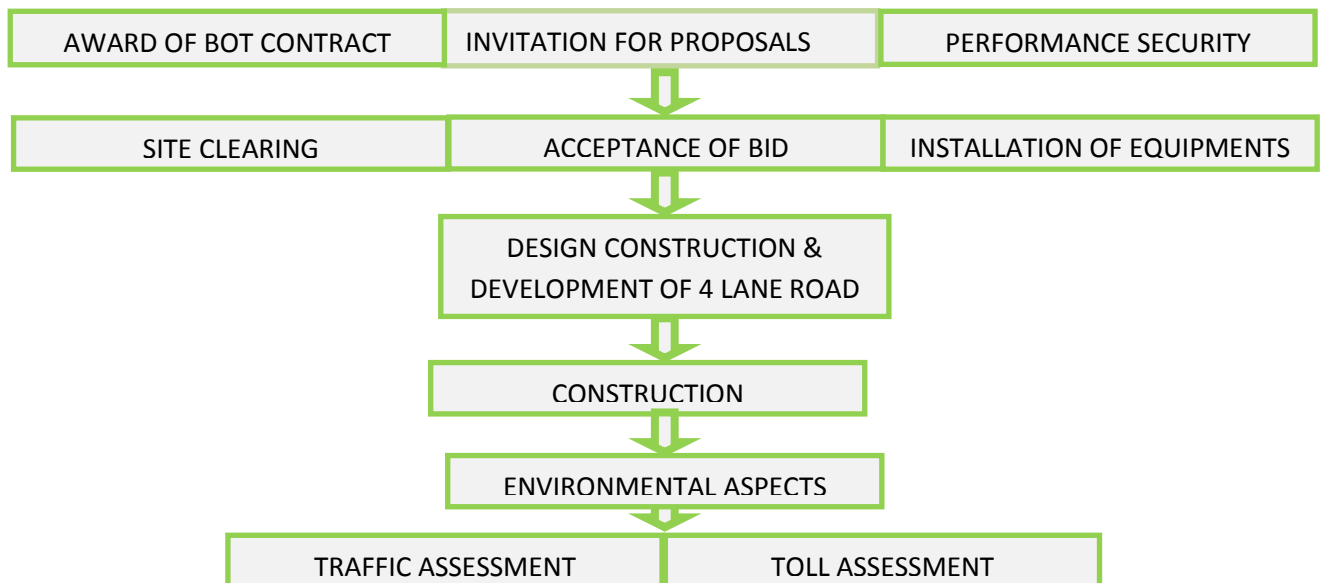 AWARD OF BOT CONTRACT INVITATION FOR PROPOSALS PERFORMANCE SECURITY
SITE CLEARING ACCEPTANCE OF BID INSTALLATION OF EQUIPMENTS
DESIGN CONSTRUCTION &
DEVELOPMENT OF 4 LANE ROAD
CONSTRUCTION
ENVIRONMENTAL ASPECTS
TRAFFIC ASSESSMENT TOLL ASSESSMENT